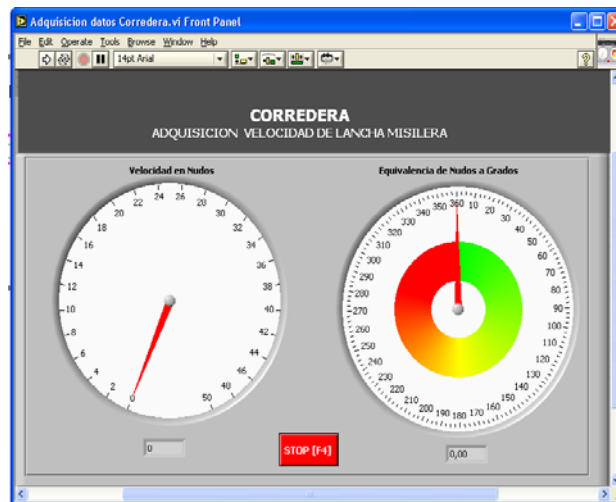 Adquisicion datos Corredera.vi Front Panel
File Edit Operate Tools Browse Window Help
14pt Arial
CORREDERA
ADQUISICION VELOCIDAD DE LANCHA MISILERA
Velocidad en Nudos
0 2 4 6 8 10 12 14 16 18 20 22 24 26 28 30 32 34 36 38 40 42 44 46 50
0
Equivalencia de Nudos a Grados
360 10 20 30 40 50 60 70 80 90 100 110 120 130 140 150 160 170 180 190 200 210 220 230 240 250 260 270 280 290 300 310 320 330 340 350
0,00
STOP [F4]